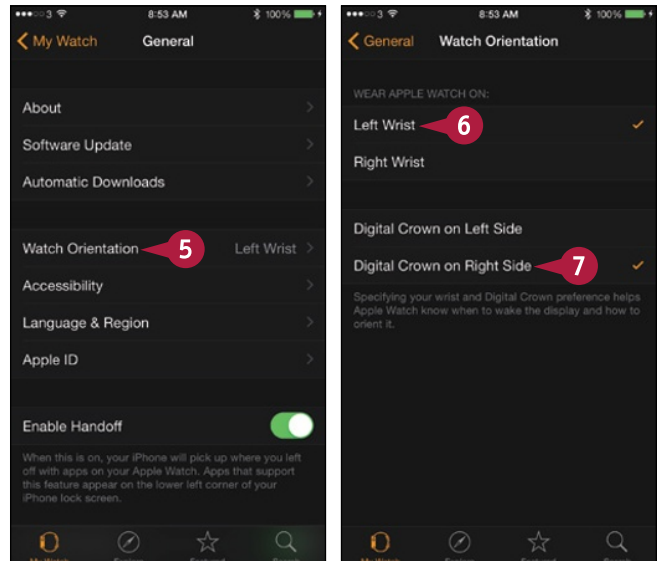 3 8:53 AM 100%
My Watch General
About
Software Update
Automatic Downloads
Watch Orientation 5 Left Wrist
Accessibility
Language & Region
Apple ID
Enable Handoff
When this is on, your iPhone will pick up where you left
off with apps on your Apple Watch. Apps that support
this feature appear on the lower left corner of your
iPhone lock screen.
3 8:53 AM 100%
General Watch Orientation
WEAR APPLE WATCH ON:
Left Wrist 6
Right Wrist
Digital Crown on Left Side
Digital Crown on Right Side 7
Specifying your wrist and Digital Crown preference helps
Apple Watch know when to wake the display and how to
orient it.